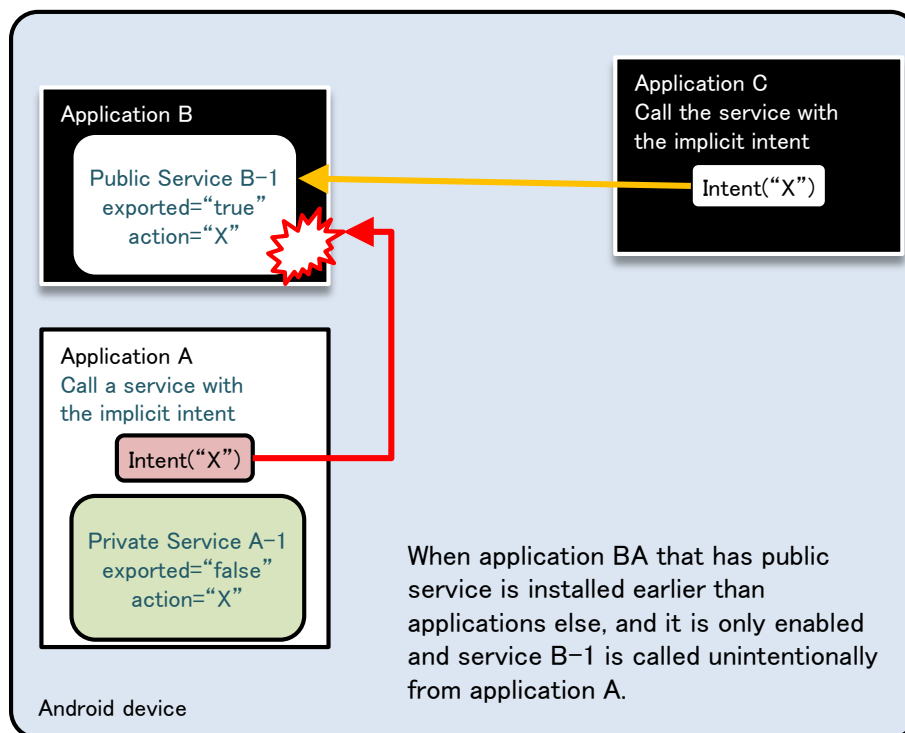 Application B
Public Service B-1
exported=“true”
action=“X”
Application C
Call the service with
the implicit intent
Intent(“X”)
Application A
Call a service with
the implicit intent
Intent(“X”)
Private Service A-1
exported=“false”
action=“X”
When application BA that has public
service is installed earlier than
applications else, and it is only enabled
and service B-1 is called unintentionally
from application A.
Android device